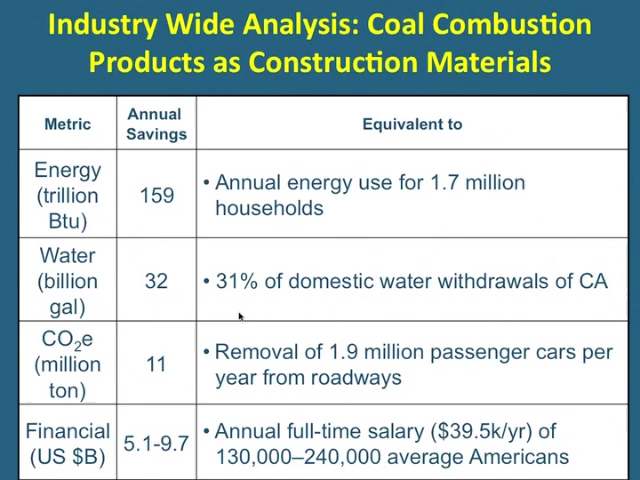 Industry Wide Analysis: Coal Combustion
Products as Construction Materials
Metric
Annual
Savings
Equivalent to
Energy
(trillion
Btu)
159
• Annual energy use for 1.7 million
households
Water
(billion
gal)
32
• 31% of domestic water withdrawals of CA
CO₂e
(million
ton)
11
• Removal of 1.9 million passenger cars per
year from roadways
Financial
(US $B)
5.1-9.7
• Annual full-time salary ($39.5k/yr) of
130,000–240,000 average Americans